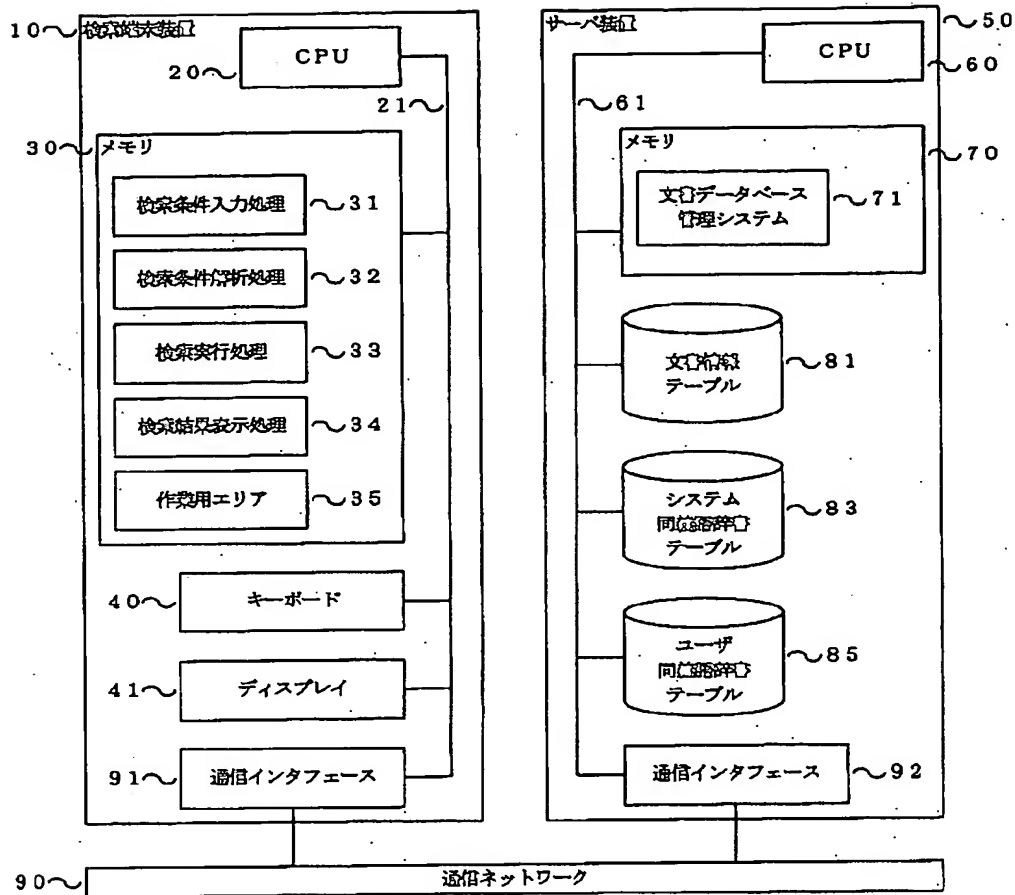 10
検索端末装置
CPU
20
21
30
メモリ
検索条件入力処理
31
検索条件解析処理
32
検索実行処理
33
検索結果表示処理
34
作業用エリア
35
40
キーボード
41
ディスプレイ
91
通信インタフェース
サーバ装置
50
CPU
60
61
メモリ
70
文書データベース
管理システム
71
文書情報
テーブル
81
システム
同義語辞書
テーブル
83
ユーザ
同義語辞書
テーブル
85
通信インタフェース
92
90
通信ネットワーク